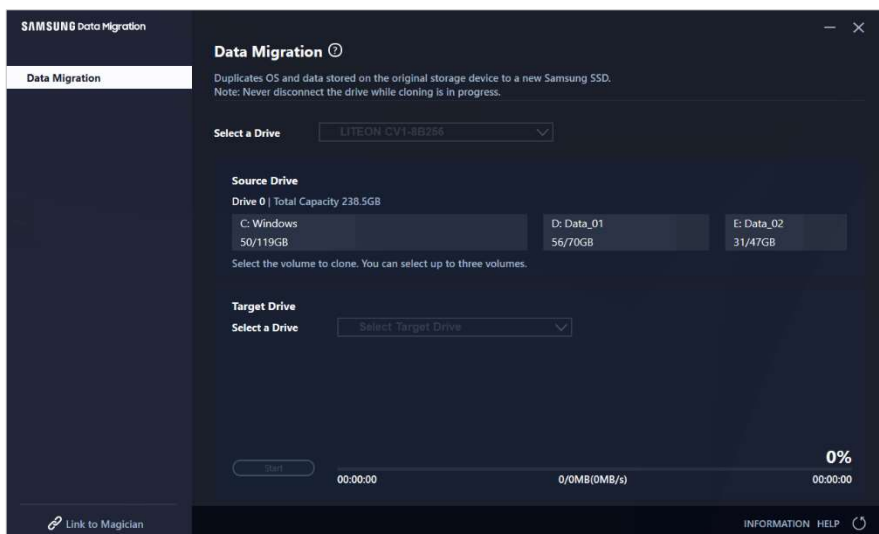 SAMSUNG Data Migration
Data Migration
Data Migration ?
Duplicates OS and data stored on the original storage device to a new Samsung SSD.
Note: Never disconnect the drive while cloning is in progress.
Select a Drive
LITEON CV1-8B256
Source Drive
Drive 0 | Total Capacity 238.5GB
C: Windows
50/119GB
D: Data_01
56/70GB
E: Data_02
31/47GB
Select the volume to clone. You can select up to three volumes.
Target Drive
Select a Drive
Select Target Drive
0%
Start
00:00:00
0/0MB(0MB/s)
00:00:00
Link to Magician
INFORMATION HELP